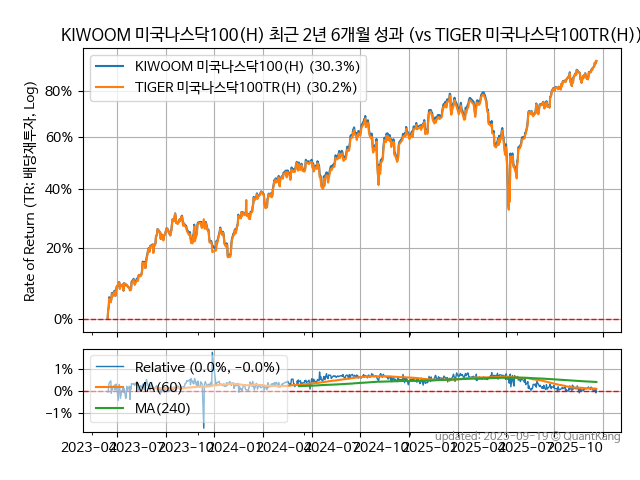 KIWOOM 미국나스닥100(H) 최근 2년 6개월 성과 (vs TIGER 미국나스닥100TR(H))
Rate of Return (TR: 배당재투자, Log)
KIWOOM 미국나스닥100(H) (30.3%)
TIGER 미국나스닥100TR(H) (30.2%)
80%
60%
40%
20%
0%
Relative (0.0%, −0.0%)
MA(60)
MA(240)
1%
0%
−1%
updated: 2025-09-19 © QuantKang
2023-04 2023-07 2023-10 2024-01 2024-04 2024-07 2024-10 2025-01 2025-04 2025-07 2025-10